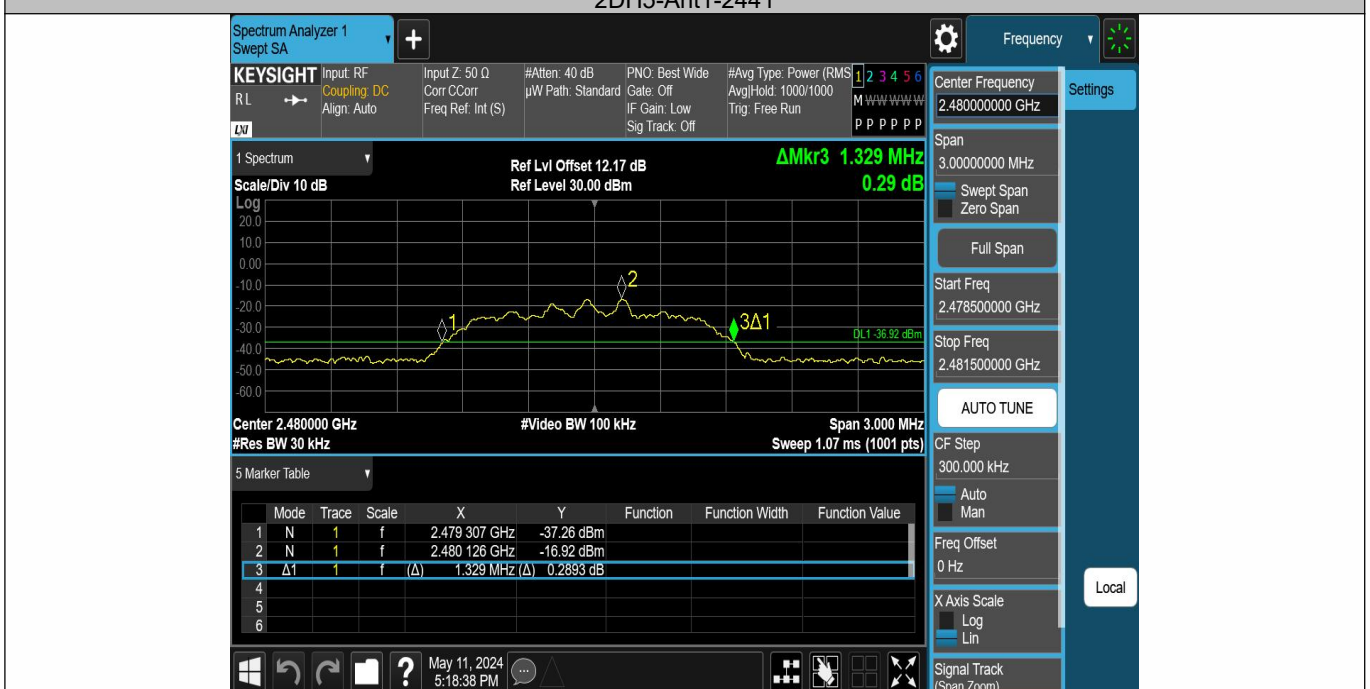 2DH5-Ant1-2441
Spectrum Analyzer 1
Swept SA
Frequency
KEYSIGHT
RL
LXI
Input: RF
Coupling: DC
Align: Auto
Input Z: 50 Ω
Corr CCorr
Freq Ref: Int (S)
#Atten: 40 dB
µW Path: Standard
PNO: Best Wide
Gate: Off
IF Gain: Low
Sig Track: Off
#Avg Type: Power (RMS
Avg|Hold: 1000/1000
Trig: Free Run
1 2 3 4 5 6
M W W W W W
P P P P P P
1 Spectrum
Scale/Div 10 dB
Ref Lvl Offset 12.17 dB
Ref Level 30.00 dBm
ΔMkr3 1.329 MHz
0.29 dB
Log
20.0
10.0
0.00
-10.0
-20.0
-30.0
-40.0
-50.0
-60.0
1
2
3Δ1
DL1 -36.92 dBm
Center 2.480000 GHz
#Video BW 100 kHz
Span 3.000 MHz
#Res BW 30 kHz
Sweep 1.07 ms (1001 pts)
5 Marker Table
Mode Trace Scale X Y Function Function Width Function Value
1 N 1 f 2.479 307 GHz -37.26 dBm
2 N 1 f 2.480 126 GHz -16.92 dBm
3 Δ1 1 f (Δ) 1.329 MHz (Δ) 0.2893 dB
4
5
6
?
May 11, 2024
5:18:38 PM
Center Frequency
2.480000000 GHz
Settings
Span
3.00000000 MHz
Swept Span
Zero Span
Full Span
Start Freq
2.478500000 GHz
Stop Freq
2.481500000 GHz
AUTO TUNE
CF Step
300.000 kHz
Auto
Man
Freq Offset
0 Hz
Local
X Axis Scale
Log
Lin
Signal Track
(Span Zoom)